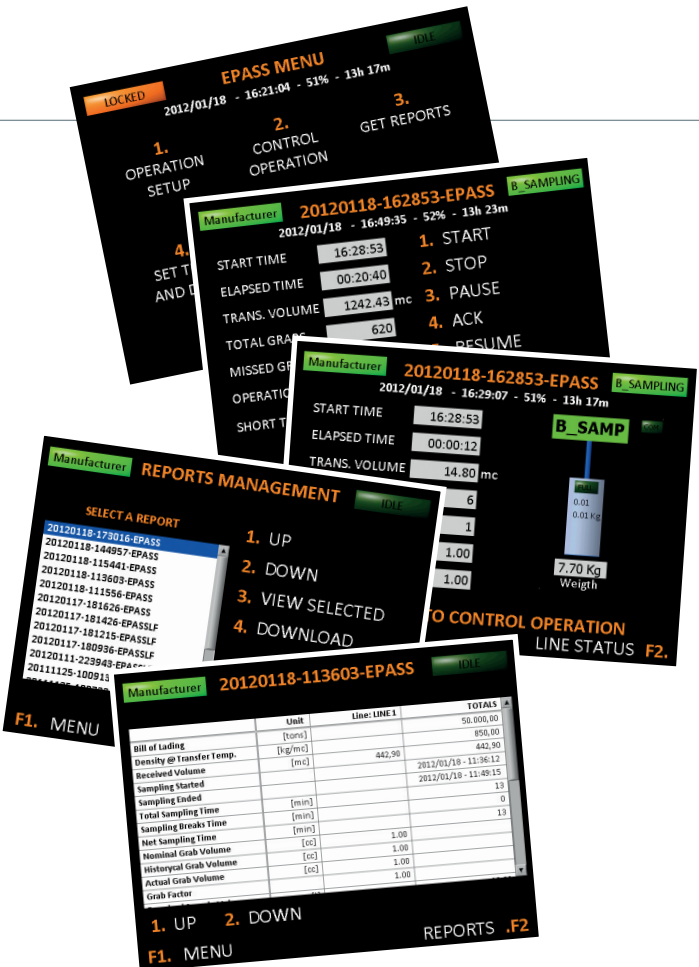 EPASS MENU
LOCKED
IDLE
2012/01/18 - 16:21:04 - 51% - 13h 17m
1.
OPERATION
SETUP
2.
CONTROL
OPERATION
3.
GET REPORTS
4.
SET T
AND D
Manufacturer
20120118-162853-EPASS
B_SAMPLING
2012/01/18 - 16:49:35 - 52% - 13h 23m
START TIME 16:28:53
ELAPSED TIME 00:20:40
TRANS. VOLUME 1242.43 mc
TOTAL GRABS 620
MISSED GR
OPERATIO
SHORT T
1. START
2. STOP
3. PAUSE
4. ACK
RESUME
Manufacturer
20120118-162853-EPASS
B_SAMPLING
2012/01/18 - 16:29:07 - 51% - 13h 17m
START TIME 16:28:53
ELAPSED TIME 00:00:12
TRANS. VOLUME 14.80 mc
6
1
1.00
1.00
B_SAMP
0.01
0.01 Kg
7.70 Kg
Weigth
TO CONTROL OPERATION
LINE STATUS F2.
Manufacturer
REPORTS MANAGEMENT
IDLE
SELECT A REPORT
20120118-173016-EPASS
20120118-144957-EPASS
20120118-115441-EPASS
20120118-113603-EPASS
20120118-111556-EPASS
20120117-181626-EPASS
20120117-181426-EPASSLF
20120117-181215-EPASSLF
20120117-180936-EPASSLF
20120111-223943-EPASSLF
20111125-100913
1. UP
2. DOWN
3. VIEW SELECTED
4. DOWNLOAD
F1. MENU
Manufacturer
20120118-113603-EPASS
IDLE
Unit Line: LINE1 TOTALS
Bill of Lading [tons] 50.000,00
Density @ Transfer Temp. [kg/mc] 850,00
Received Volume [mc] 442,90 442,90
Sampling Started 2012/01/18 - 11:36:12
Sampling Ended 2012/01/18 - 11:49:15
Total Sampling Time [min] 13
Sampling Breaks Time [min] 0
Net Sampling Time [min] 13
Nominal Grab Volume [cc] 1.00
Historycal Grab Volume [cc] 1.00
Actual Grab Volume [cc] 1.00
Grab Factor 1.00
1. UP 2. DOWN
F1. MENU
REPORTS .F2